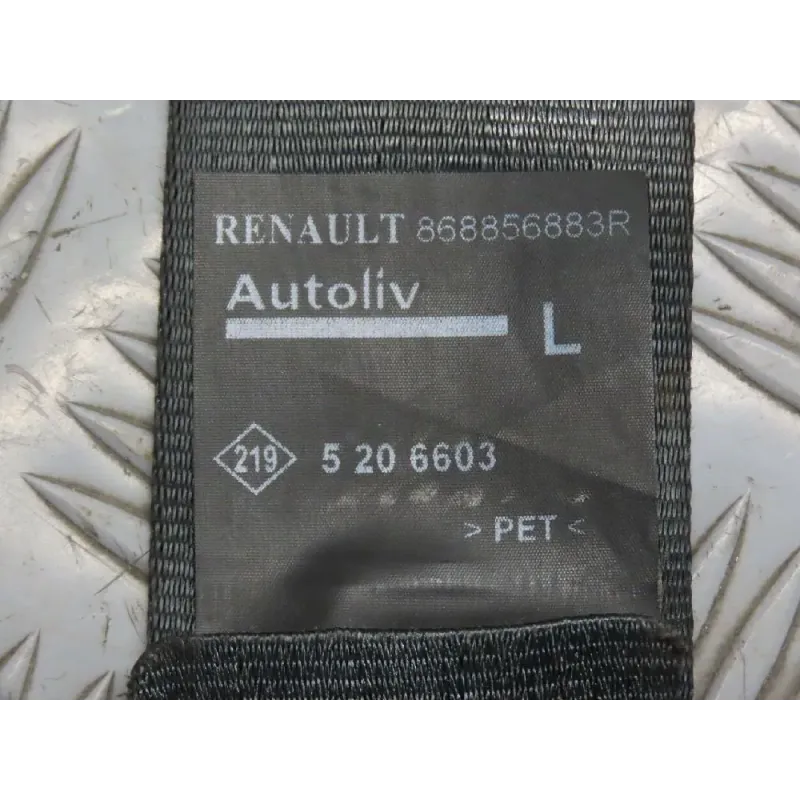 RENAULT 868856883R
Autoliv
L
219 5 20 6603
> PET <